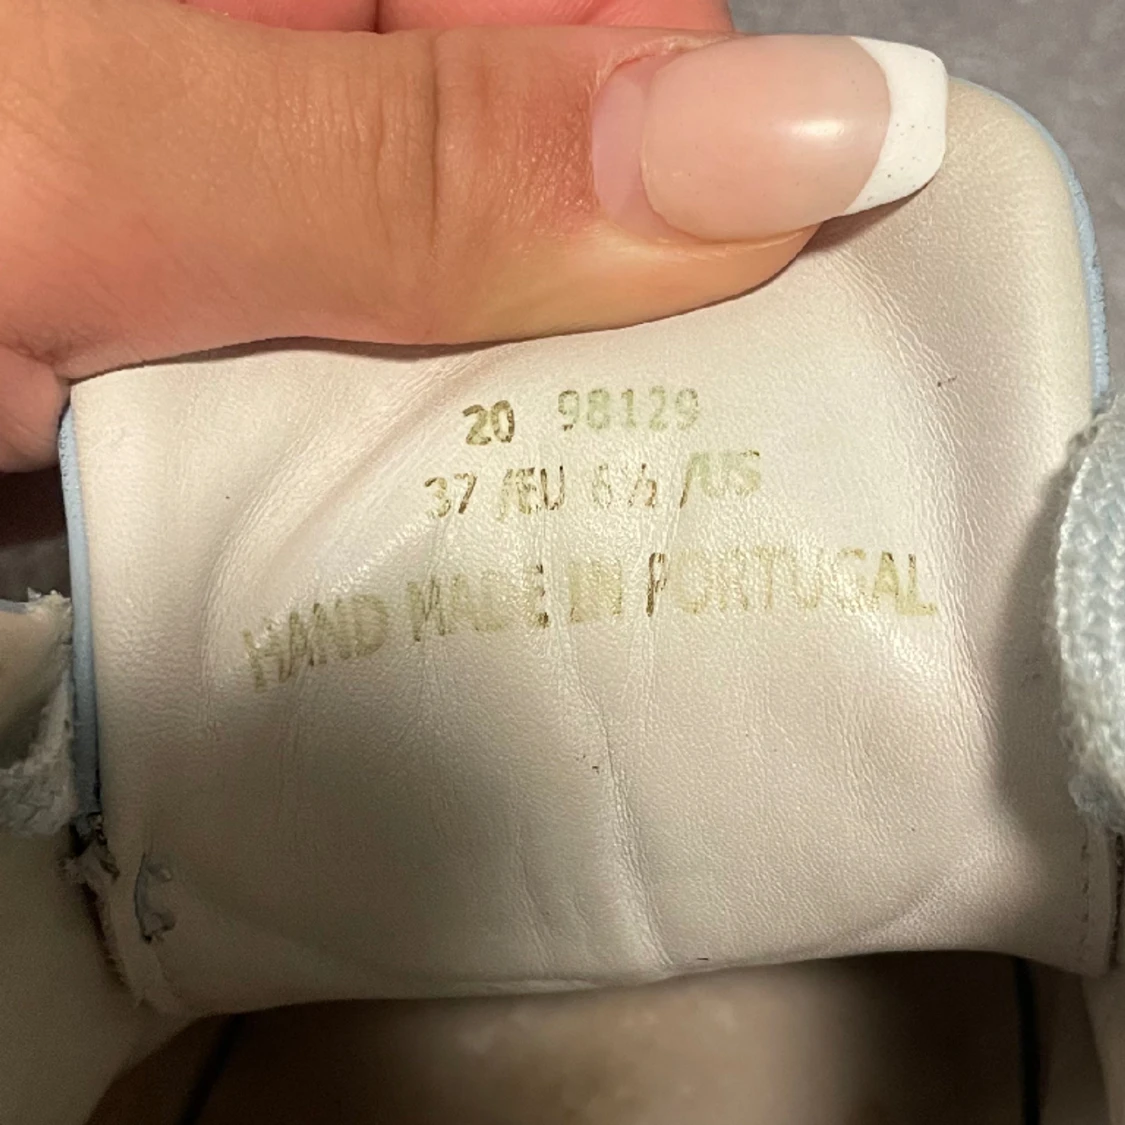 20 98129
37 /EU 6½ /US
HAND MADE IN PORTUGAL